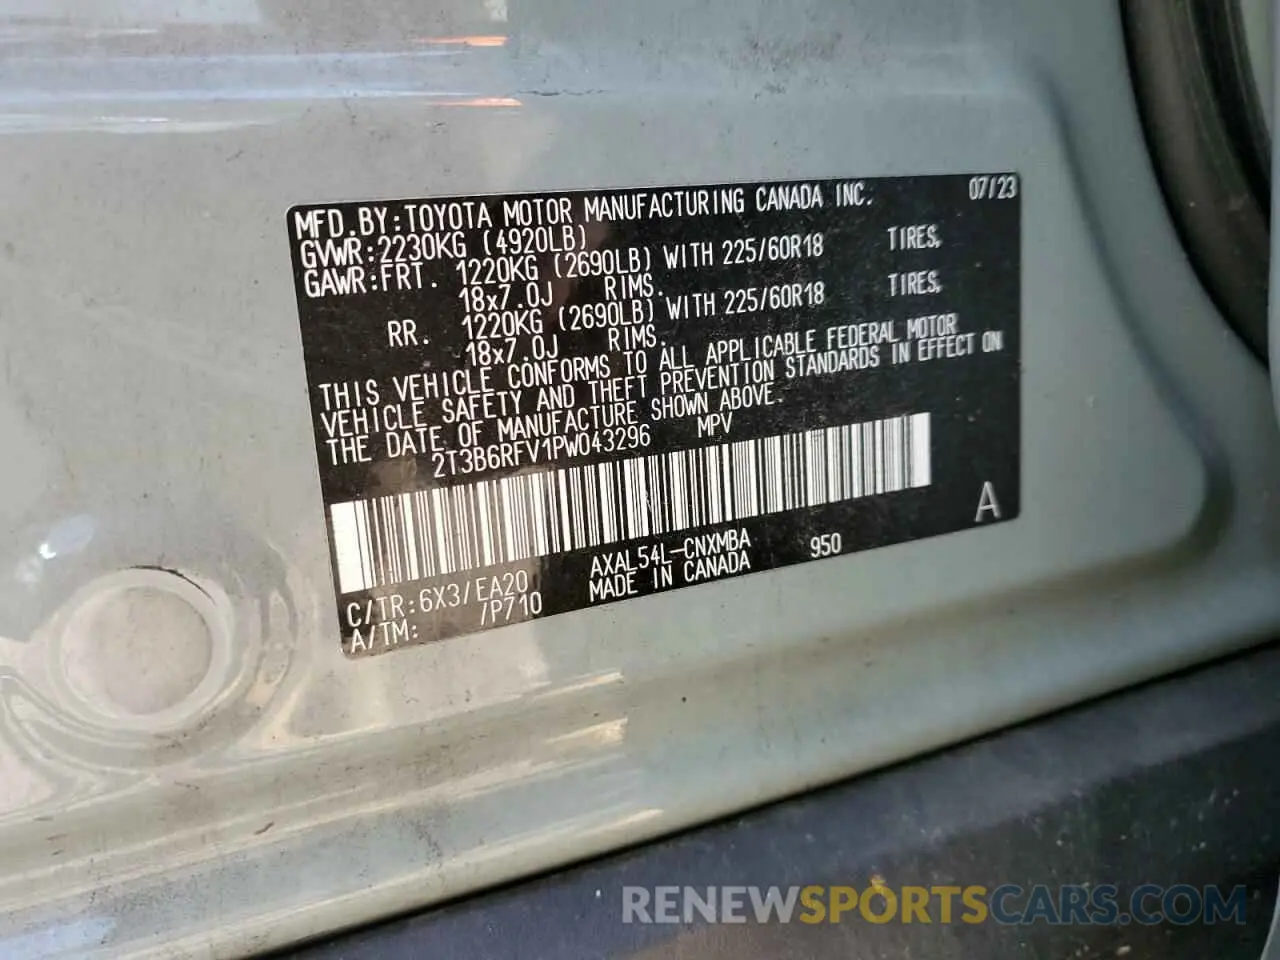 MFD.BY:TOYOTA MOTOR MANUFACTURING CANADA INC. 07/23
GVWR:2230KG (4920LB)
GAWR:FRT. 1220KG (2690LB) WITH 225/60R18 TIRES,
18x7.0J RIMS.
RR. 1220KG (2690LB) WITH 225/60R18 TIRES,
18x7.0J RIMS.
THIS VEHICLE CONFORMS TO ALL APPLICABLE FEDERAL MOTOR
VEHICLE SAFETY AND THEFT PREVENTION STANDARDS IN EFFECT ON
THE DATE OF MANUFACTURE SHOWN ABOVE.
2T3B6RFV1PW043296 MPV
A
C/TR:6X3/EA20 AXAL54L-CNXMBA 950
A/TM: /P710 MADE IN CANADA
RENEWSPORTSCARS.COM